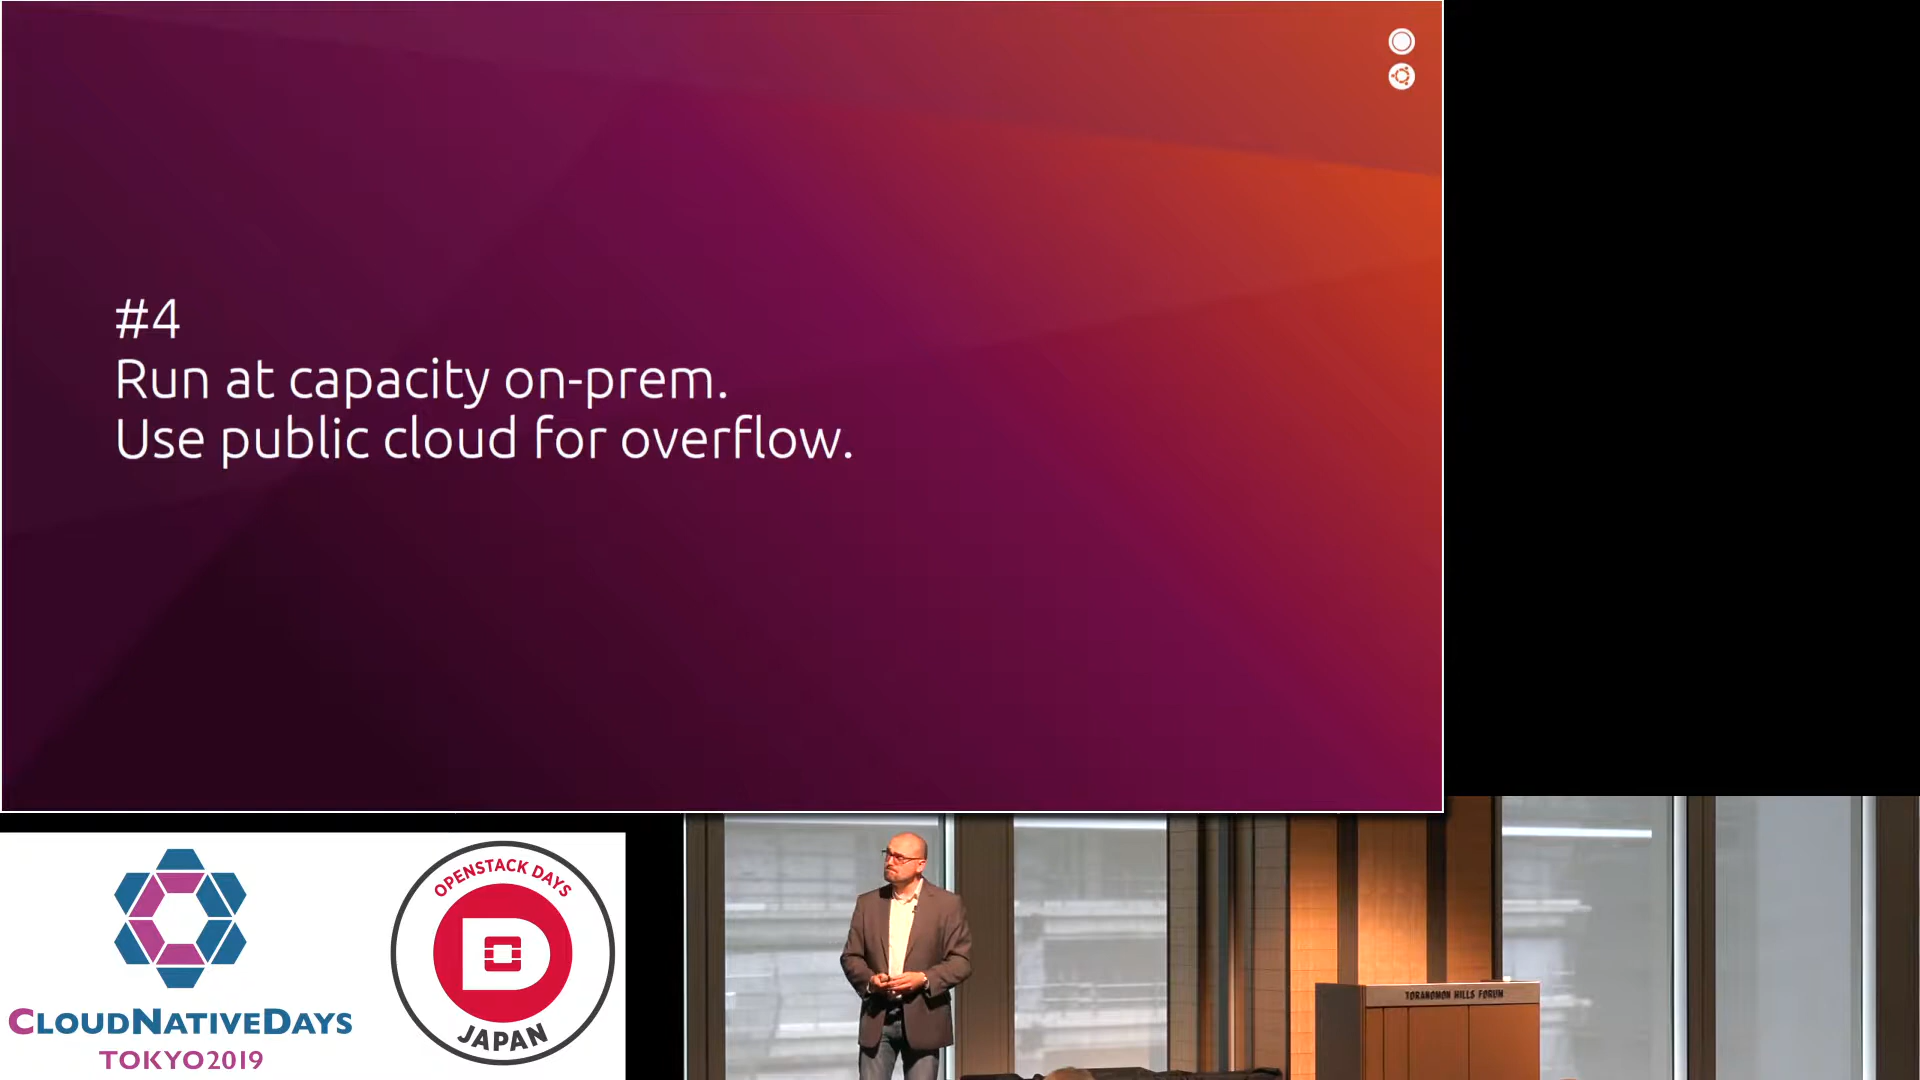 #4
Run at capacity on-prem.
Use public cloud for overflow.
CLOUDNATIVEDAYS
TOKYO2019
OPENSTACK DAYS
JAPAN
TORANOMON HILLS FORUM